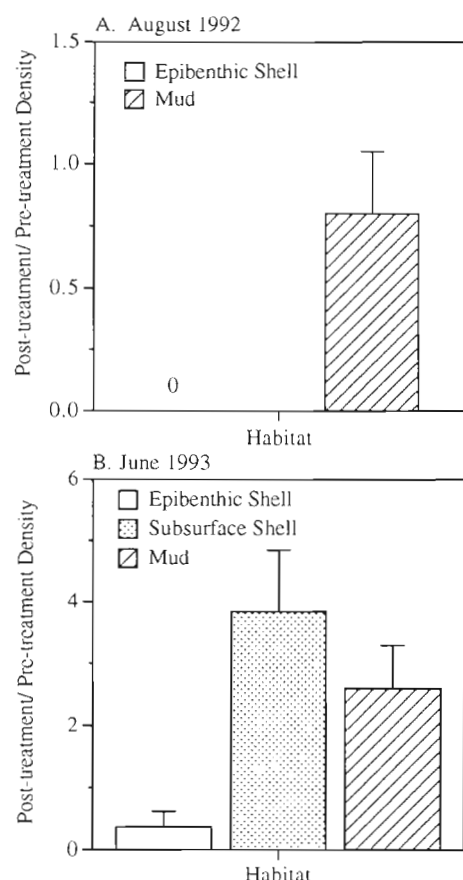 A. August 1992
1.5
Epibenthic Shell
Mud
1.0
0.5
0
0.0
Post-treatment/ Pre-treatment Density
Habitat
B. June 1993
6
Epibenthic Shell
Subsurface Shell
Mud
4
2
0
Post-treatment/ Pre-treatment Density
Habitat